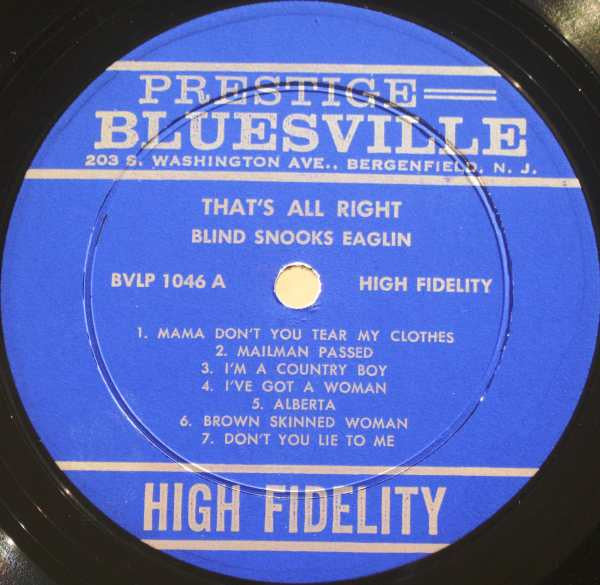 PRESTIGE
BLUESVILLE
203 S. WASHINGTON AVE., BERGENFIELD, N. J.
THAT'S ALL RIGHT
BLIND SNOOKS EAGLIN
BVLP 1046 A HIGH FIDELITY
1. MAMA DON'T YOU TEAR MY CLOTHES
2. MAILMAN PASSED
3. I'M A COUNTRY BOY
4. I'VE GOT A WOMAN
5. ALBERTA
6. BROWN SKINNED WOMAN
7. DON'T YOU LIE TO ME
HIGH FIDELITY